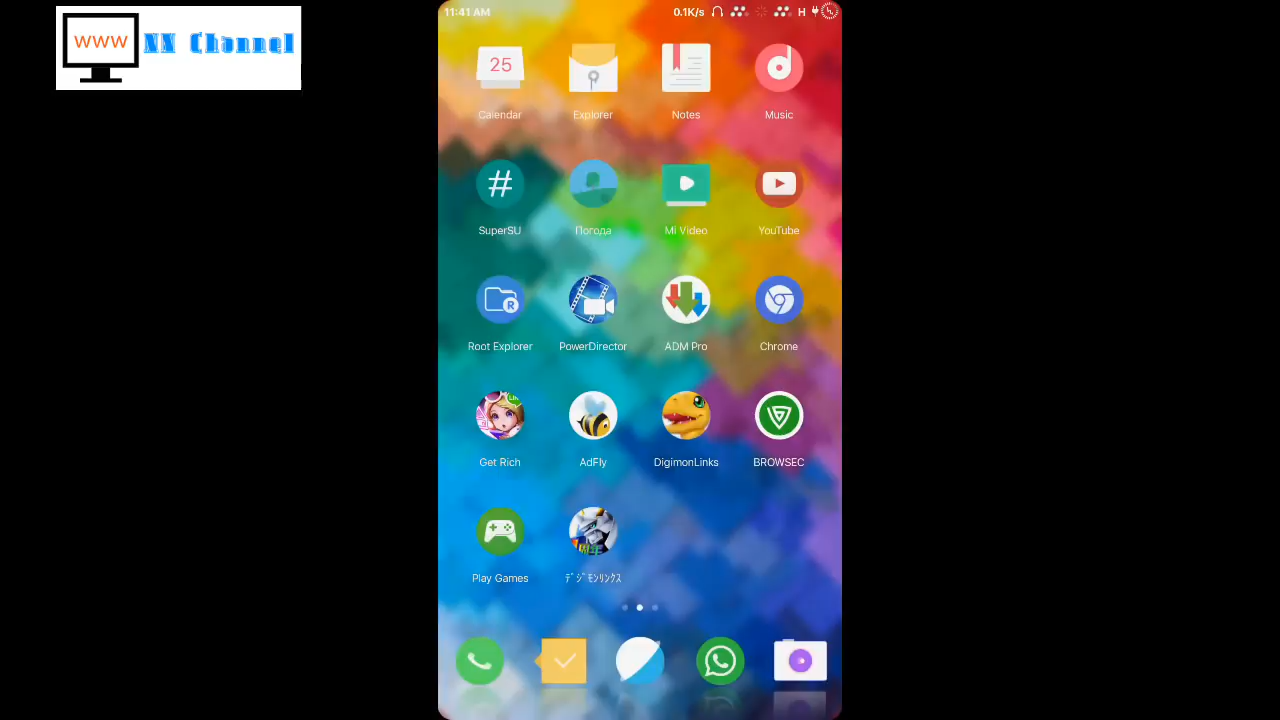 WWW
NN Channel
11:41 AM
0.1K/s
H
25
Calendar
Explorer
Notes
Music
#
SuperSU
Погода
Mi Video
YouTube
R
Root Explorer
PowerDirector
ADM Pro
Chrome
Get Rich
AdFly
DigimonLinks
BROWSEC
Play Games
ﾃﾞｼﾞﾓﾝﾘﾝｸｽ